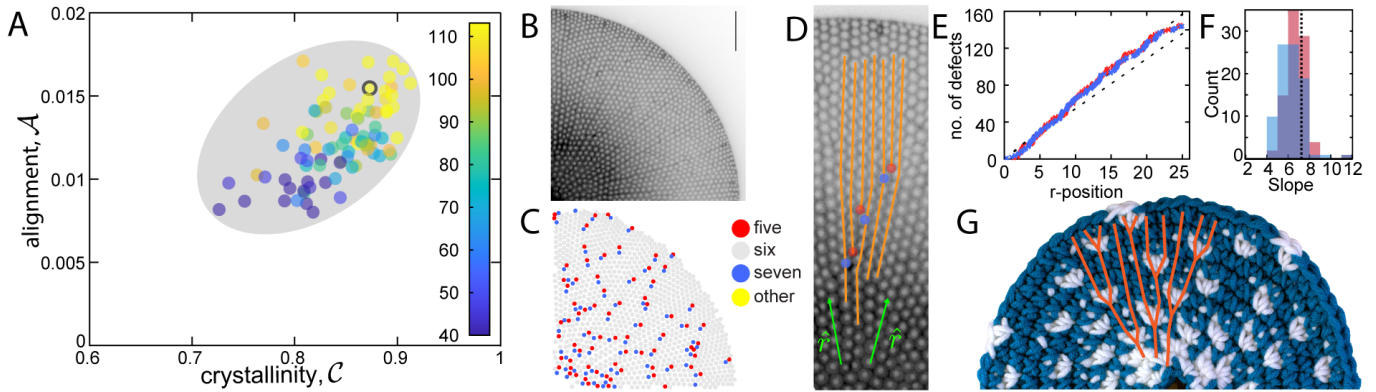 A
0.02
0.015
0.01
0.005
0
alignment, 𝒜
0.6
0.7
0.8
0.9
1
crystallinity, 𝒞
110
100
90
80
70
60
50
40
B
C
five
six
seven
other
D
r̂
r̂
E
160
120
80
40
0
no. of defects
0
5
10
15
20
25
r-position
F
30
20
10
0
Count
2
4
6
8
10
12
Slope
G